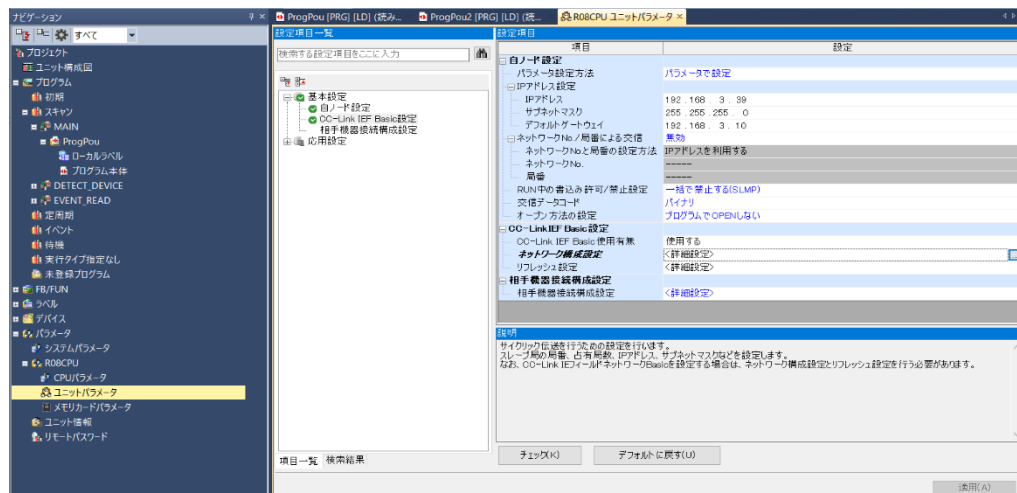 ナビゲーション
すべて
プロジェクト
ユニット構成図
プログラム
初期
スキャン
MAIN
ProgPou
ローカルラベル
プログラム本体
DETECT_DEVICE
EVENT_READ
定周期
イベント
待機
実行タイプ指定なし
未登録プログラム
FB/FUN
ラベル
デバイス
パラメータ
システムパラメータ
R08CPU
CPUパラメータ
ユニットパラメータ
メモリカードパラメータ
ユニット情報
リモートパスワード
ProgPou [PRG] [LD] (読み... ProgPou2 [PRG] [LD] (読... R08CPU ユニットパラメータ
設定項目一覧
検索する設定項目をここに入力
基本設定
自ノード設定
CC-Link IEF Basic設定
相手機器接続構成設定
応用設定
項目一覧 検索結果
設定項目
項目 設定
自ノード設定
パラメータ設定方法 パラメータで設定
IPアドレス設定
IPアドレス 192.168. 3. 39
サブネットマスク 255.255.255. 0
デフォルトゲートウェイ 192.168. 3. 10
ネットワークNo./局番による交信 無効
ネットワークNoと局番の設定方法 IPアドレスを利用する
ネットワークNo. -----
局番 -----
RUN中の書込み許可/禁止設定 一括で禁止する(SLMP)
交信データコード バイナリ
オープン方法の設定 プログラムでOPENしない
CC-LinkIEF Basic設定
CC-Link IEF Basic使用有無 使用する
ネットワーク構成設定 <詳細設定>
リフレッシュ設定 <詳細設定>
相手機器接続構成設定
相手機器接続構成設定 <詳細設定>
説明
サイクリック伝送を行うための設定を行います。
スレーブ局の局番、占有局数、IPアドレス、サブネットマスクなどを設定します。
なお、CC-Link IEフィールドネットワークBasicを設定する場合は、ネットワーク構成設定とリフレッシュ設定を行う必要があります。
チェック(K) デフォルトに戻す(U)
適用(A)